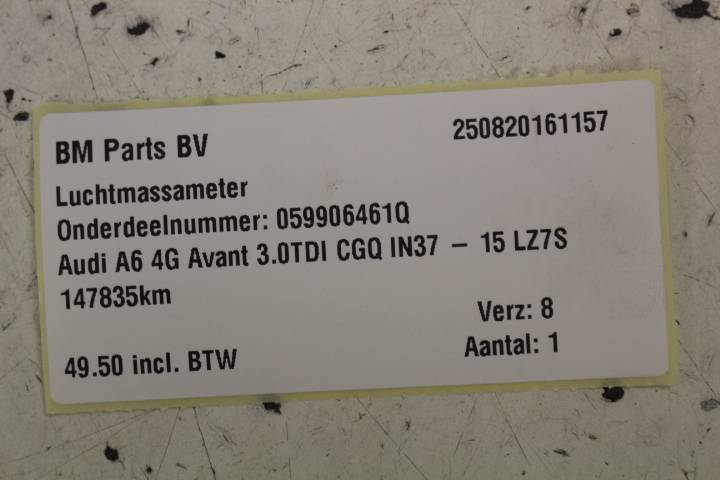 BM Parts BV
250820161157
Luchtmassameter
Onderdeelnummer: 059906461Q
Audi A6 4G Avant 3.0TDI CGQ IN37 – 15 LZ7S
147835km
Verz: 8
49.50 incl. BTW
Aantal: 1